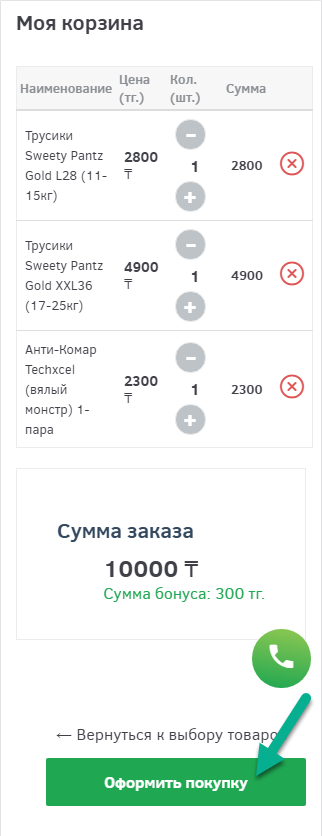 Моя корзина
Наименование Цена (тг.) Кол. (шт.) Сумма
Трусики
Sweety Pantz
Gold L28 (11-
15кг)
2800
₸
1
2800
Трусики
Sweety Pantz
Gold XXL36
(17-25кг)
4900
₸
1
4900
Анти-Комар
Techxcel
(вялый
монстр) 1-
пара
2300
₸
1
2300
Сумма заказа
10000 ₸
Сумма бонуса: 300 тг.
← Вернуться к выбору товаро
Оформить покупку